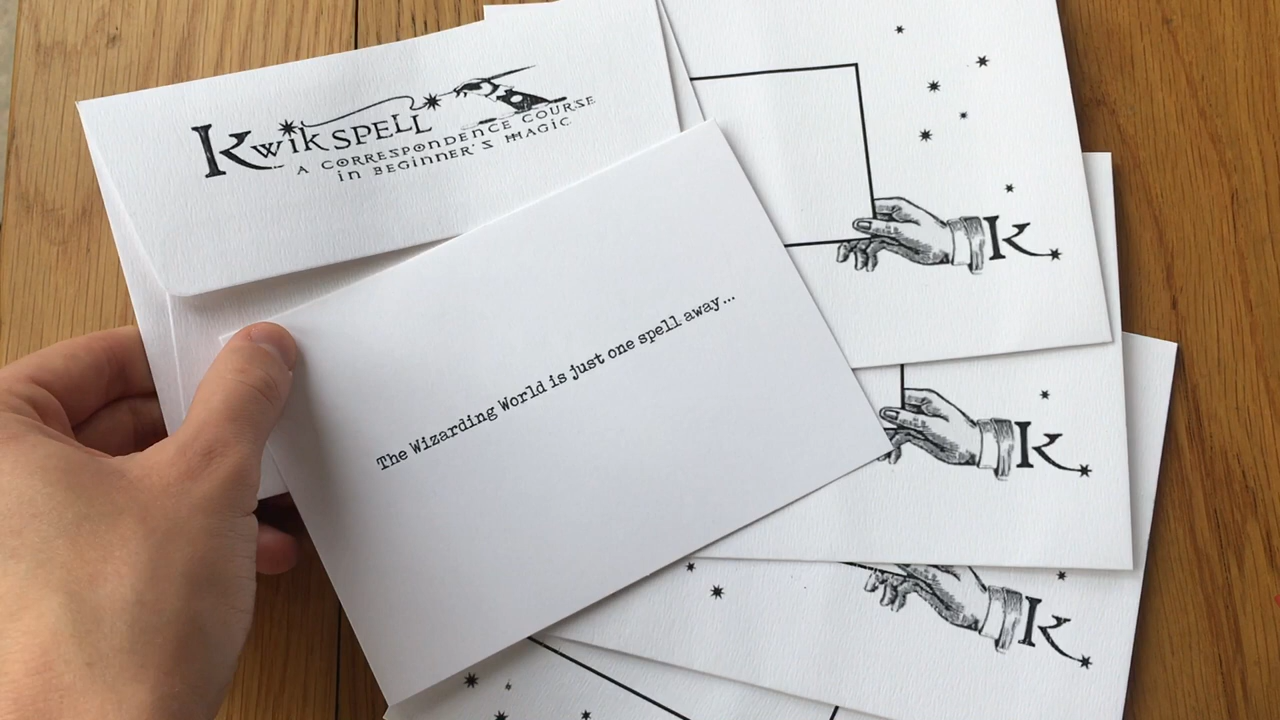 Kwikspell
A CORRESPONDENCE COURSE
in BEGinnER'S MAGIC
The Wizarding World is just one spell away...
K
K
K